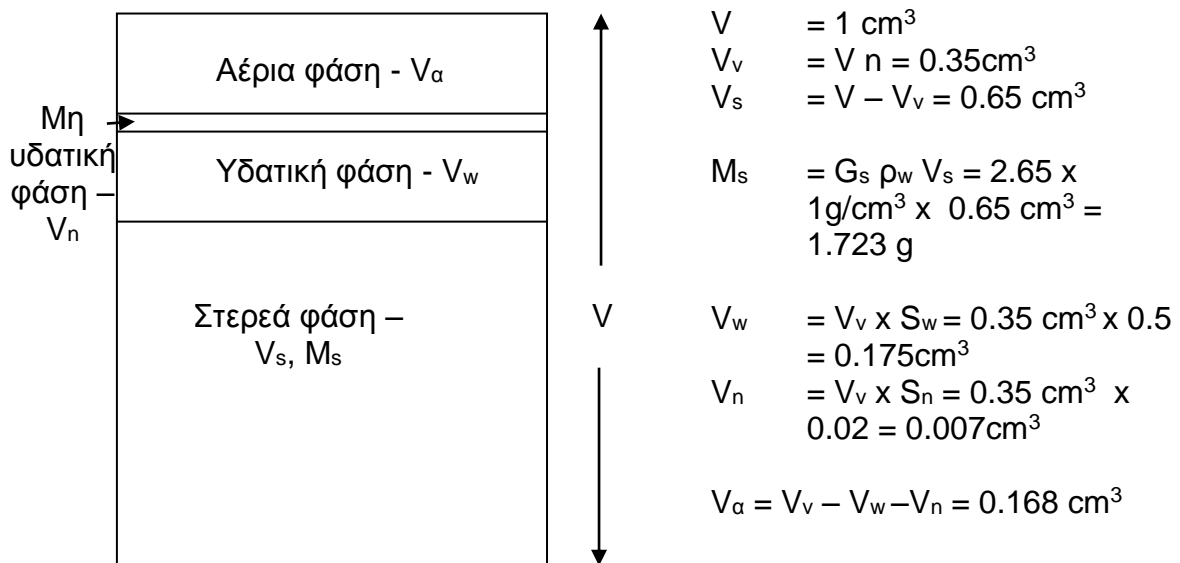 Αέρια φάση - Vα
Μη
υδατική
φάση –
Vn
Υδατική φάση - Vw
Στερεά φάση –
Vs, Ms
V
V = 1 cm³
Vv = V n = 0.35cm³
Vs = V – Vv = 0.65 cm³
Ms = Gs ρw Vs = 2.65 x
1g/cm³ x 0.65 cm³ =
1.723 g
Vw = Vv x Sw = 0.35 cm³ x 0.5
= 0.175cm³
Vn = Vv x Sn = 0.35 cm³ x
0.02 = 0.007cm³
Vα = Vv – Vw –Vn = 0.168 cm³